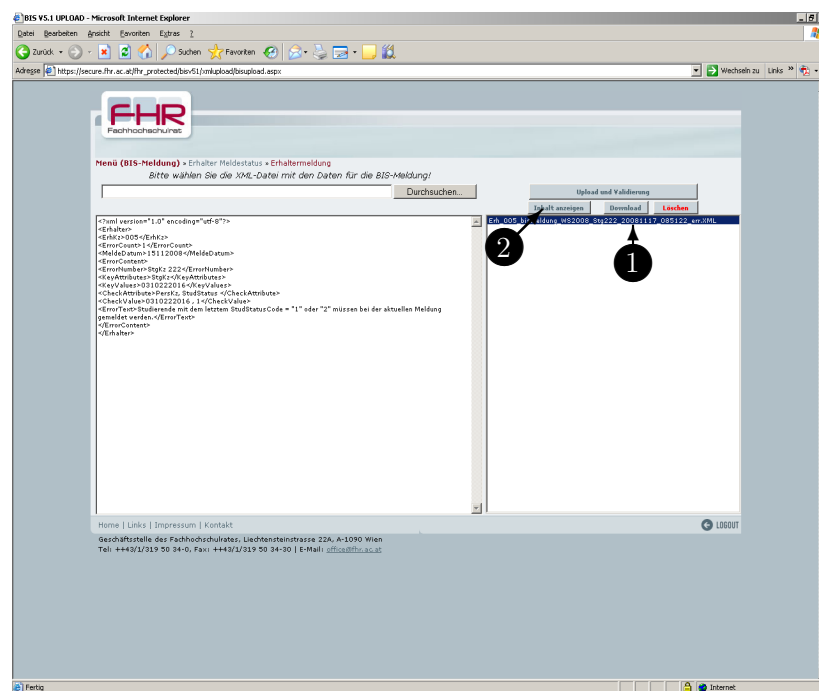 BIS V5.1 UPLOAD - Microsoft Internet Explorer
Datei Bearbeiten Ansicht Favoriten Extras ?
Zurück Suchen Favoriten
Adresse https://secure.fhr.ac.at/fhr_protected/bisv51/xmlupload/bisupload.aspx Wechseln zu Links »
FHR
Fachhochschulrat
Menü (BIS-Meldung) » Erhalter Meldestatus » Erhaltermeldung
Bitte wählen Sie die XML-Datei mit den Daten für die BIS-Meldung!
Durchsuchen... Upload und Validierung
Inhalt anzeigen Download Löschen
Erh_005_bismeldung_WS2008_Stg222_20081117_085122_err.XML
<?xml version="1.0" encoding="utf-8"?>
<Erhalter>
<ErhKz>005</ErhKz>
<ErrorCount>1</ErrorCount>
<MeldeDatum>15112008</MeldeDatum>
<ErrorContent>
<ErrorNumber>StgKz 222</ErrorNumber>
<KeyAttributes>StgKz</KeyAttributes>
<KeyValues>0310222016</KeyValues>
<CheckAttribute>PersKz, StudStatus </CheckAttribute>
<CheckValue>0310222016 , 1</CheckValue>
<ErrorText>Studierende mit dem letztem StudStatusCode = "1" oder "2" müssen bei der aktuellen Meldung
gemeldet werden.</ErrorText>
</ErrorContent>
</Erhalter>
2
1
Home | Links | Impressum | Kontakt LOGOUT
Geschäftsstelle des Fachhochschulrates, Liechtensteinstrasse 22A, A-1090 Wien
Tel: ++43/1/319 50 34-0, Fax: ++43/1/319 50 34-30 | E-Mail: office@fhr.ac.at
Fertig Internet